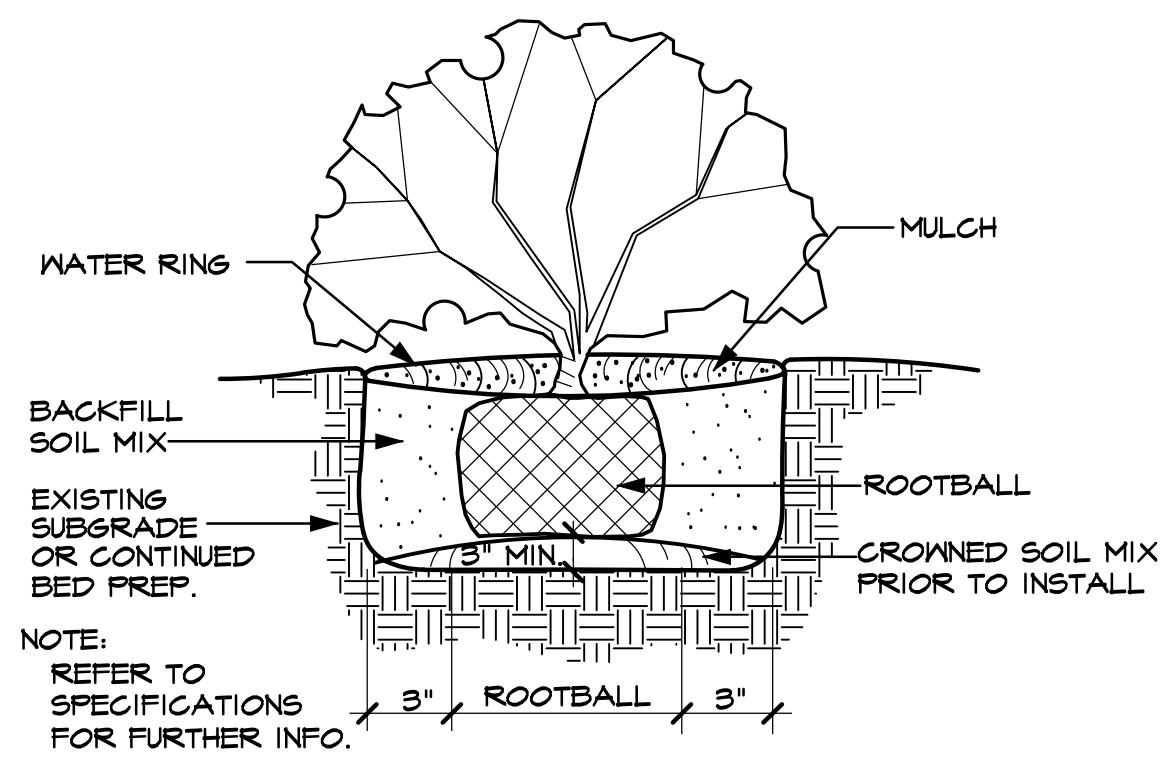 MULCH
WATER RING
BACKFILL
SOIL MIX
EXISTING
SUBGRADE
OR CONTINUED
BED PREP.
ROOTBALL
3" MIN.
CROWNED SOIL MIX
PRIOR TO INSTALL
NOTE:
REFER TO
SPECIFICATIONS
FOR FURTHER INFO.
3" ROOTBALL 3"